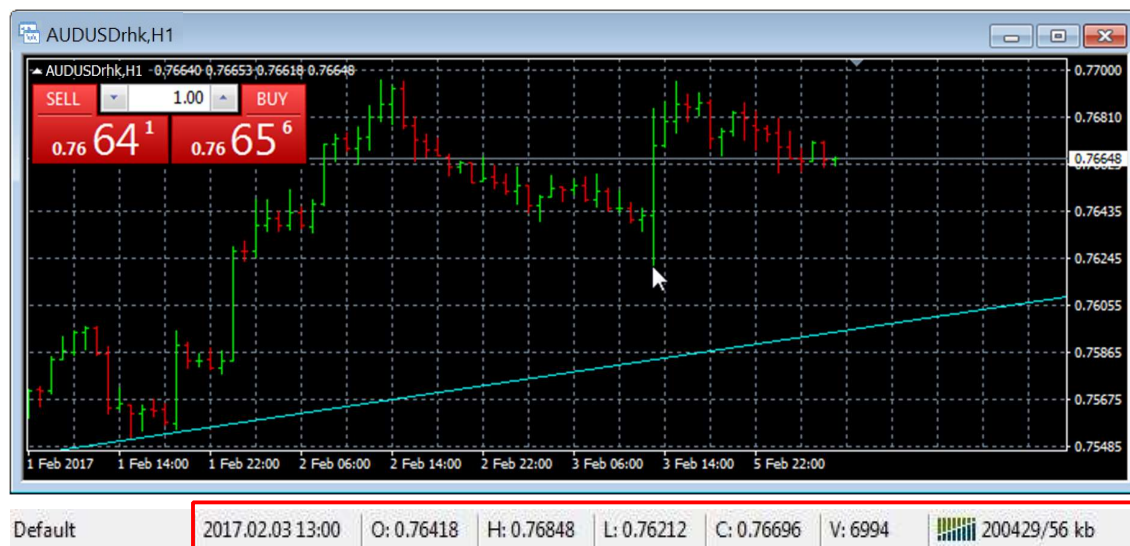 AUDUSDrhk,H1
AUDUSDrhk,H1 0.76640 0.76653 0.76618 0.76648
SELL 1.00 BUY
0.76 64 1 0.76 65 6
0.77000
0.76810
0.76648
0.76435
0.76245
0.76055
0.75865
0.75675
0.75485
1 Feb 2017 1 Feb 14:00 1 Feb 22:00 2 Feb 06:00 2 Feb 14:00 2 Feb 22:00 3 Feb 06:00 3 Feb 14:00 5 Feb 22:00
Default 2017.02.03 13:00 O: 0.76418 H: 0.76848 L: 0.76212 C: 0.76696 V: 6994 200429/56 kb